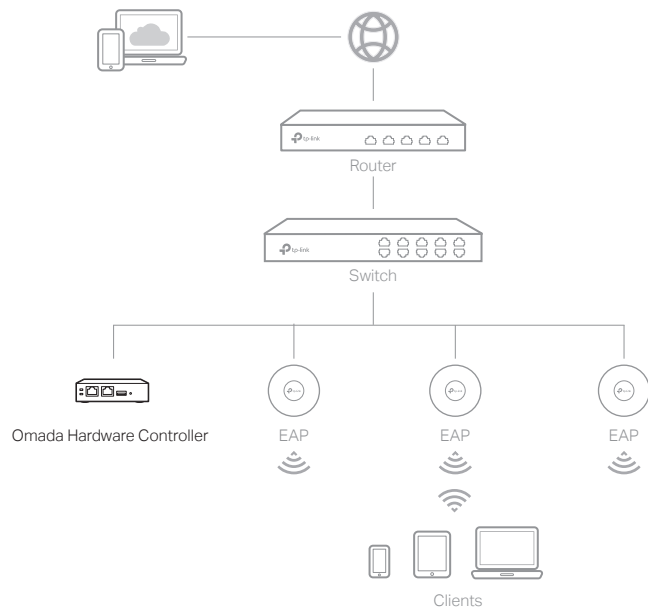 tp-link
Router
tp-link
Switch
Omada Hardware Controller
EAP
EAP
EAP
Clients